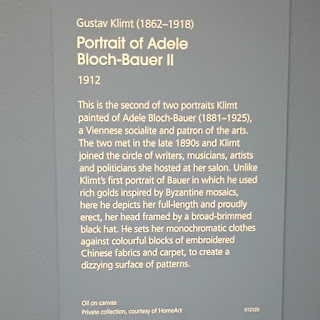 Gustav Klimt (1862–1918)
Portrait of Adele
Bloch-Bauer II
1912
This is the second of two portraits Klimt
painted of Adele Bloch-Bauer (1881–1925),
a Viennese socialite and patron of the arts.
The two met in the late 1890s and Klimt
joined the circle of writers, musicians, artists
and politicians she hosted at her salon. Unlike
Klimt's first portrait of Bauer in which he used
rich golds inspired by Byzantine mosaics,
here he depicts her full-length and proudly
erect, her head framed by a broad-brimmed
black hat. He sets her monochromatic clothes
against colourful blocks of embroidered
Chinese fabrics and carpet, to create a
dizzying surface of patterns.
Oil on canvas
Private collection, courtesy of HomeArt